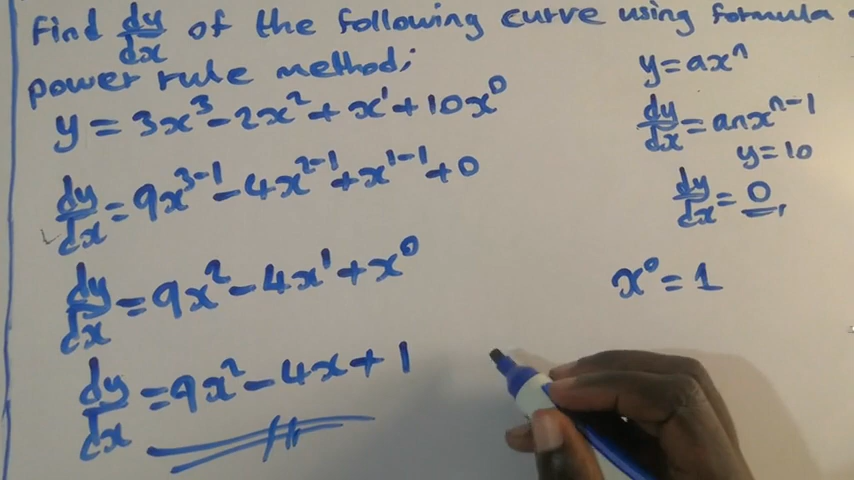 Find dy/dx of the following curve using formula
power rule method;
y = 3x³ - 2x² + x¹ + 10x⁰
dy/dx = 9x³⁻¹ - 4x²⁻¹ + x¹⁻¹ + 0
dy/dx = 9x² - 4x¹ + x⁰
dy/dx = 9x² - 4x + 1
y = axⁿ
dy/dx = anxⁿ⁻¹
y = 10
dy/dx = 0
x⁰ = 1